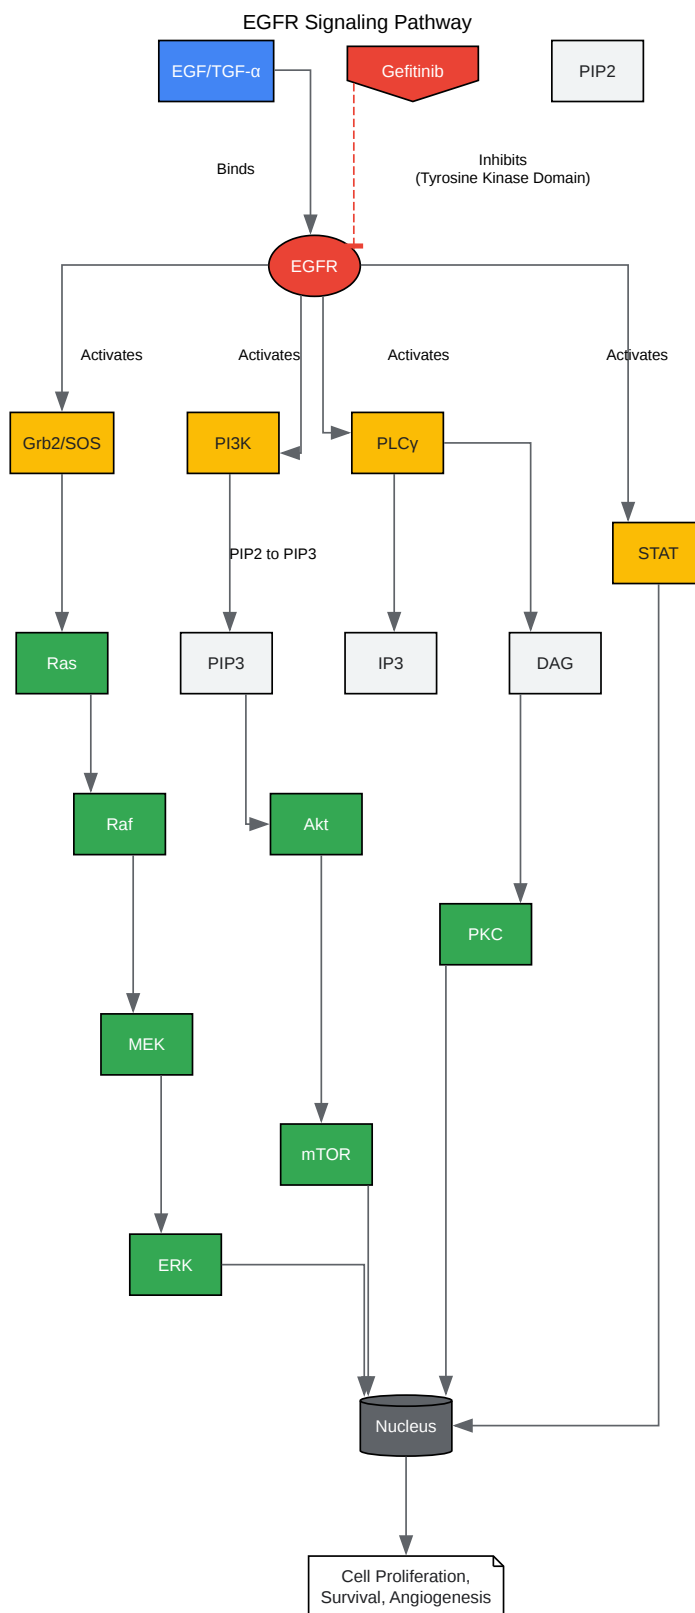 EGFR Signaling Pathway
EGF/TGF-α
Gefitinib
PIP2
Binds
Inhibits
(Tyrosine Kinase Domain)
EGFR
Activates
Activates
Activates
Activates
Grb2/SOS
PI3K
PLCγ
STAT
PIP2 to PIP3
Ras
PIP3
IP3
DAG
Raf
Akt
PKC
MEK
mTOR
ERK
Nucleus
Cell Proliferation,
Survival, Angiogenesis